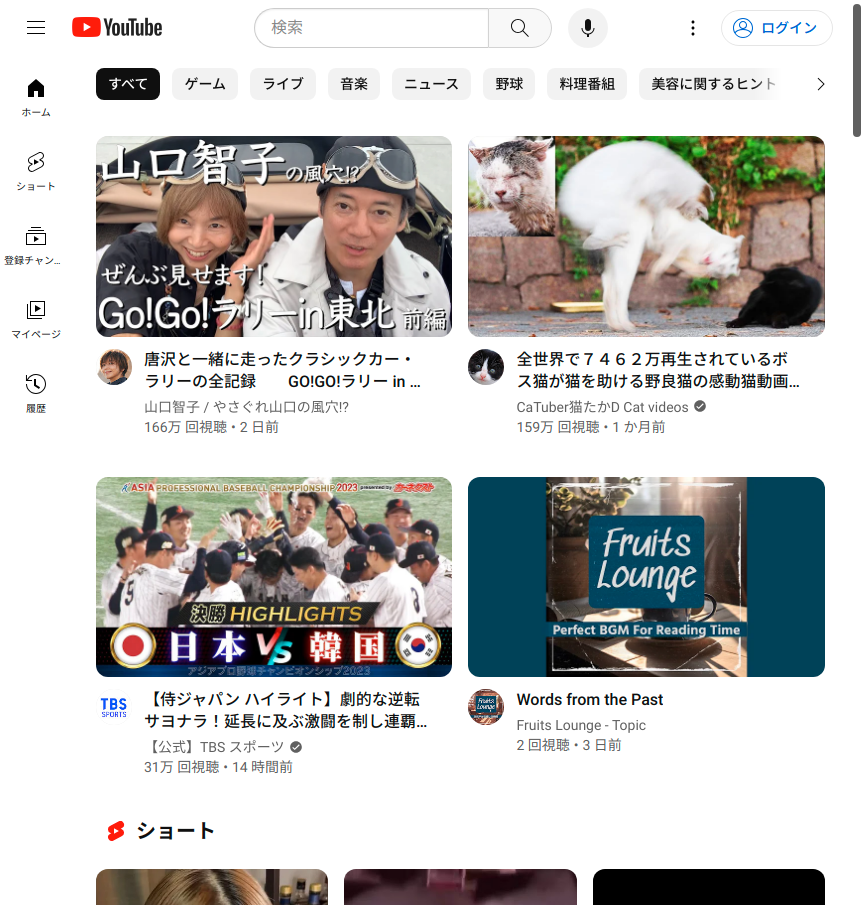 YouTube
検索
ログイン
すべて
ゲーム
ライブ
音楽
ニュース
野球
料理番組
美容に関するヒント
ホーム
ショート
登録チャン...
マイページ
履歴
山口智子の風穴!?
ぜんぶ見せます!
Go!Go!ラリーin東北 前編
唐沢と一緒に走ったクラシックカー・
ラリーの全記録　　GO!GO!ラリー in ...
山口智子 / やさぐれ山口の風穴!?
166万 回視聴・2 日前
全世界で７４６２万再生されているボ
ス猫が猫を助ける野良猫の感動猫動画...
CaTuber猫たかD Cat videos
159万 回視聴・1 か月前
ASIA PROFESSIONAL BASEBALL CHAMPIONSHIP 2023 presented by カーネクスト
決勝 HIGHLIGHTS
日本 VS 韓国
アジアプロ野球チャンピオンシップ2023
TBS
SPORTS
【侍ジャパン ハイライト】劇的な逆転
サヨナラ！延長に及ぶ激闘を制し連覇...
【公式】TBS スポーツ
31万 回視聴・14 時間前
Fruits
Lounge
Perfect BGM For Reading Time
Words from the Past
Fruits Lounge - Topic
2 回視聴・3 日前
ショート